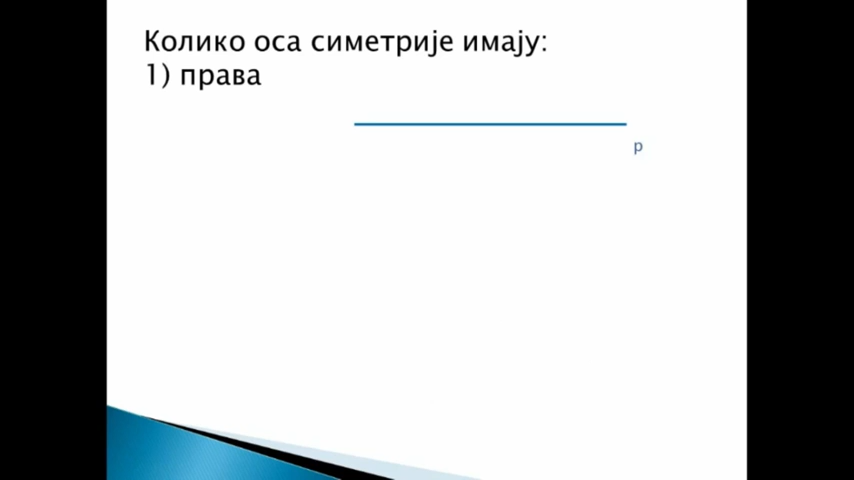 Колико оса симетрије имају:
1) права
р